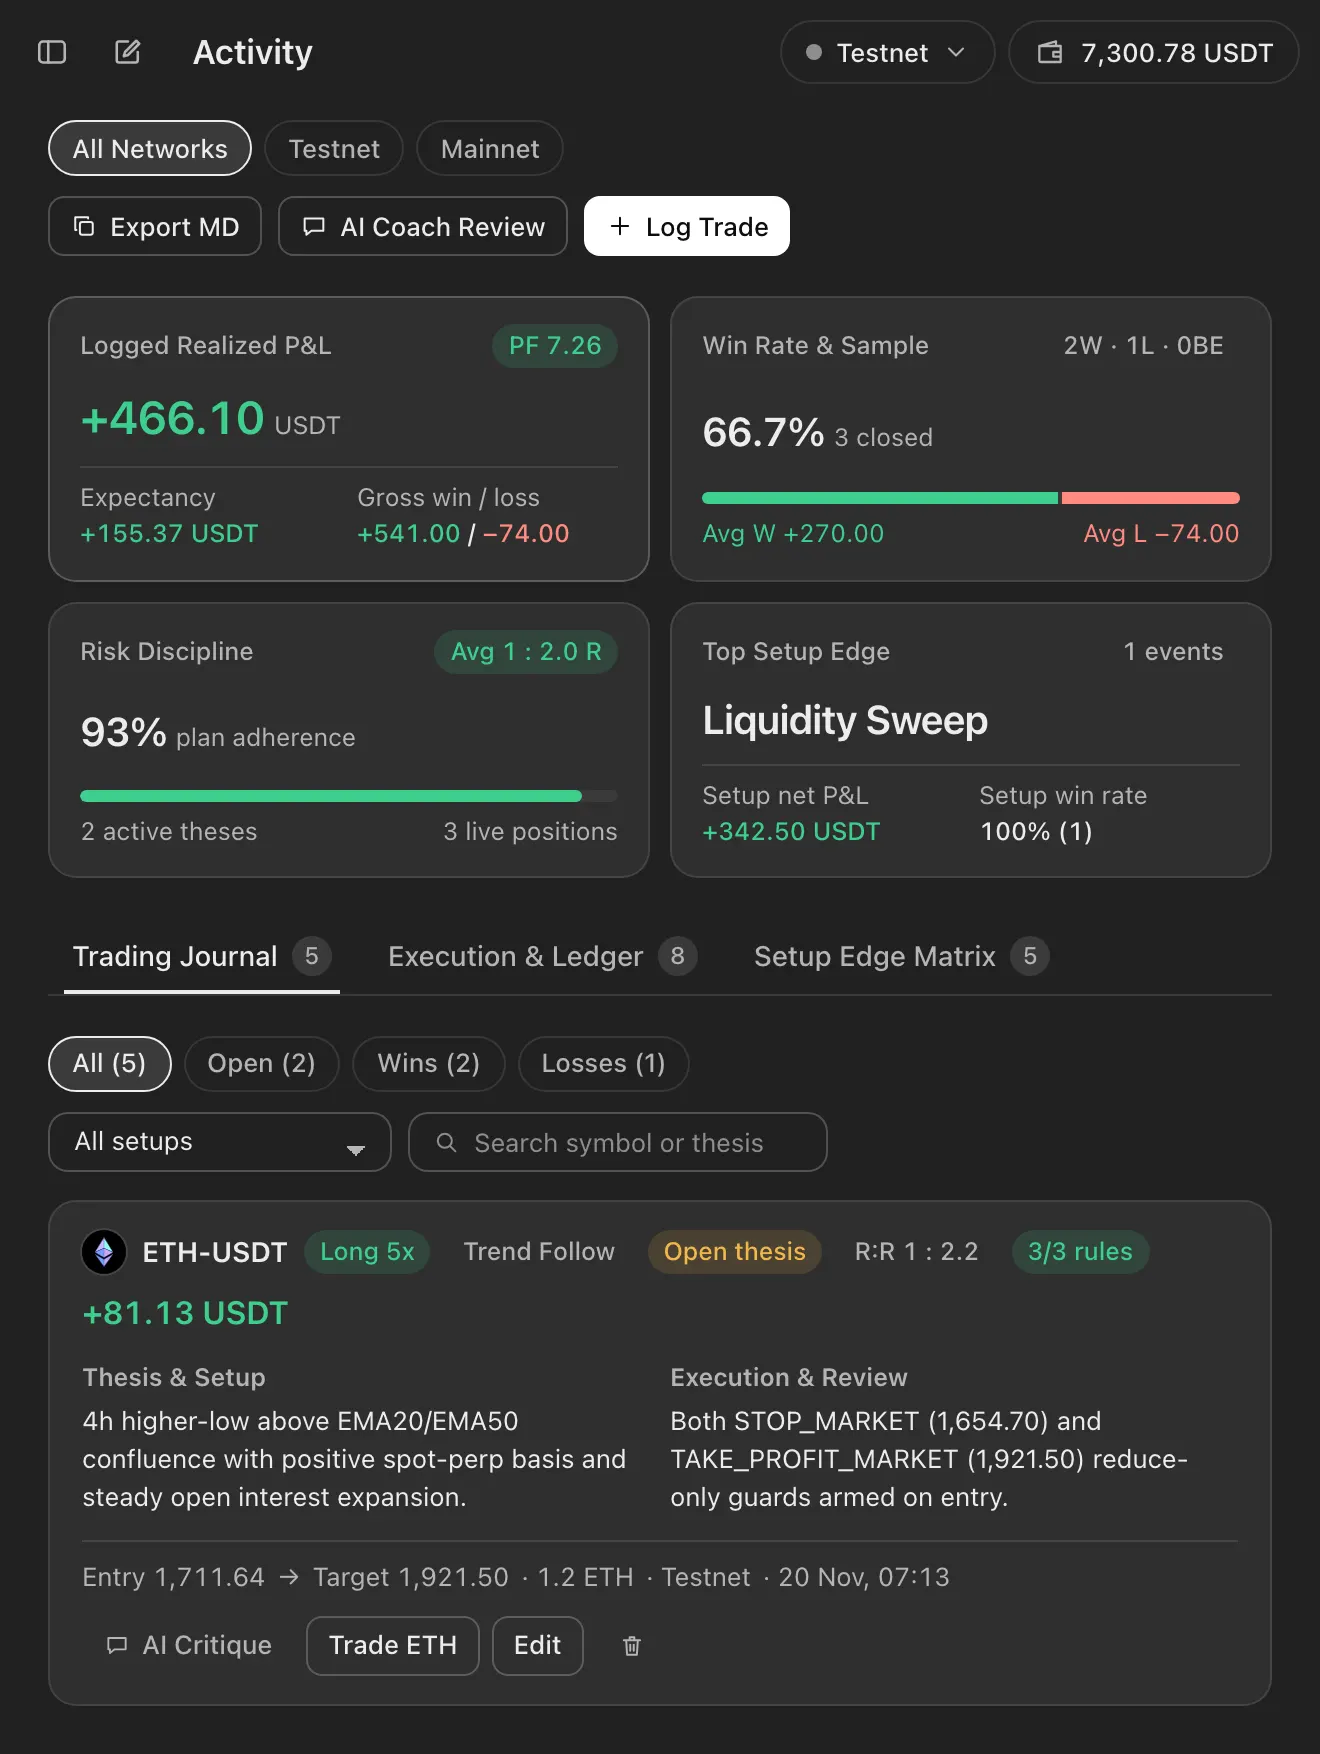 Activity
Testnet
7,300.78 USDT
All Networks
Testnet
Mainnet
Export MD
AI Coach Review
+ Log Trade
Logged Realized P&L
PF 7.26
+466.10 USDT
Expectancy
Gross win / loss
+155.37 USDT
+541.00 / −74.00
Win Rate & Sample
2W · 1L · 0BE
66.7% 3 closed
Avg W +270.00
Avg L −74.00
Risk Discipline
Avg 1 : 2.0 R
93% plan adherence
2 active theses
3 live positions
Top Setup Edge
1 events
Liquidity Sweep
Setup net P&L
Setup win rate
+342.50 USDT
100% (1)
Trading Journal 5
Execution & Ledger 8
Setup Edge Matrix 5
All (5)
Open (2)
Wins (2)
Losses (1)
All setups
Search symbol or thesis
ETH-USDT
Long 5x
Trend Follow
Open thesis
R:R 1 : 2.2
3/3 rules
+81.13 USDT
Thesis & Setup
4h higher-low above EMA20/EMA50
confluence with positive spot-perp basis and
steady open interest expansion.
Execution & Review
Both STOP_MARKET (1,654.70) and
TAKE_PROFIT_MARKET (1,921.50) reduce-
only guards armed on entry.
Entry 1,711.64 → Target 1,921.50 · 1.2 ETH · Testnet · 20 Nov, 07:13
AI Critique
Trade ETH
Edit